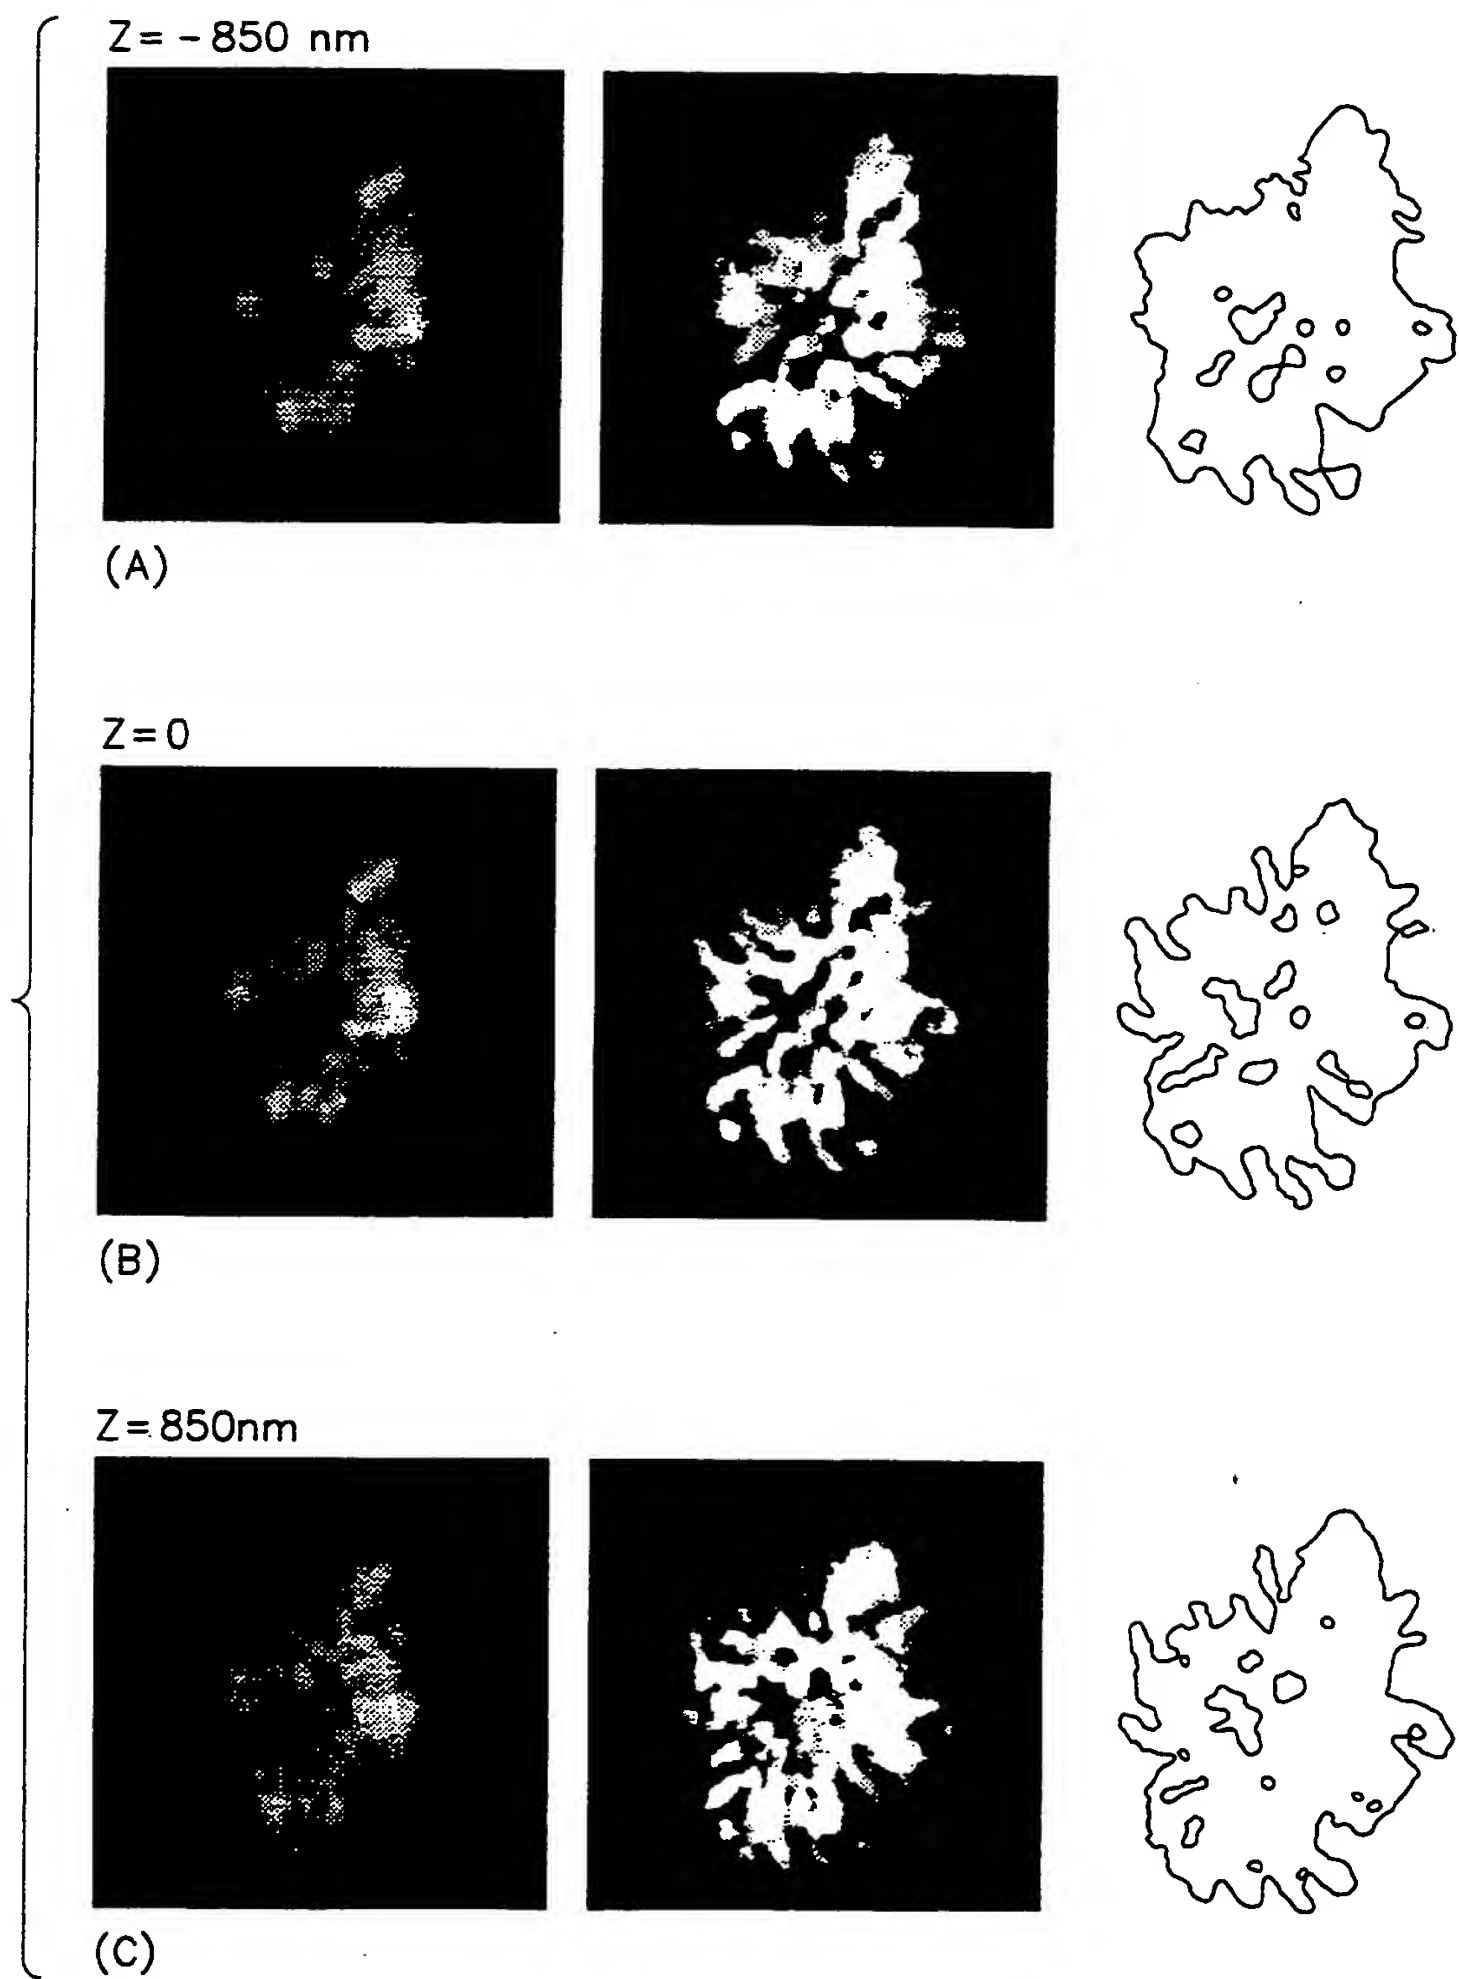 Z = - 850 nm
(A)
Z = 0
(B)
Z = 850nm
(C)